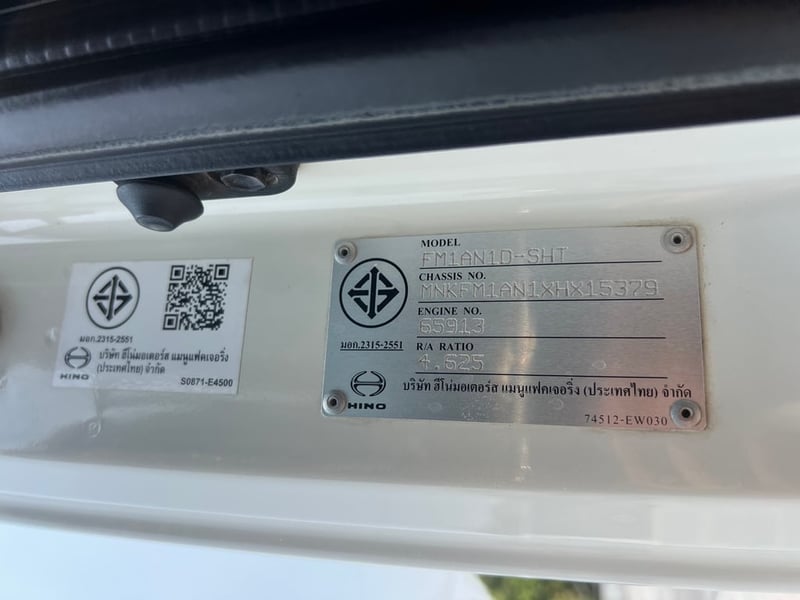 มอก.2315-2551
HINO
บริษัท ฮีโน่มอเตอร์ส แมนูแฟคเจอริ่ง
(ประเทศไทย) จำกัด
S0871-E4500
MODEL
FM1AN1D-SHT
CHASSIS NO.
MNKFM1AN1XHX15379
ENGINE NO.
65913
มอก.2315-2551
R/A RATIO
4.625
HINO
บริษัท ฮีโน่มอเตอร์ส แมนูแฟคเจอริ่ง (ประเทศไทย) จำกัด
74512-EW030